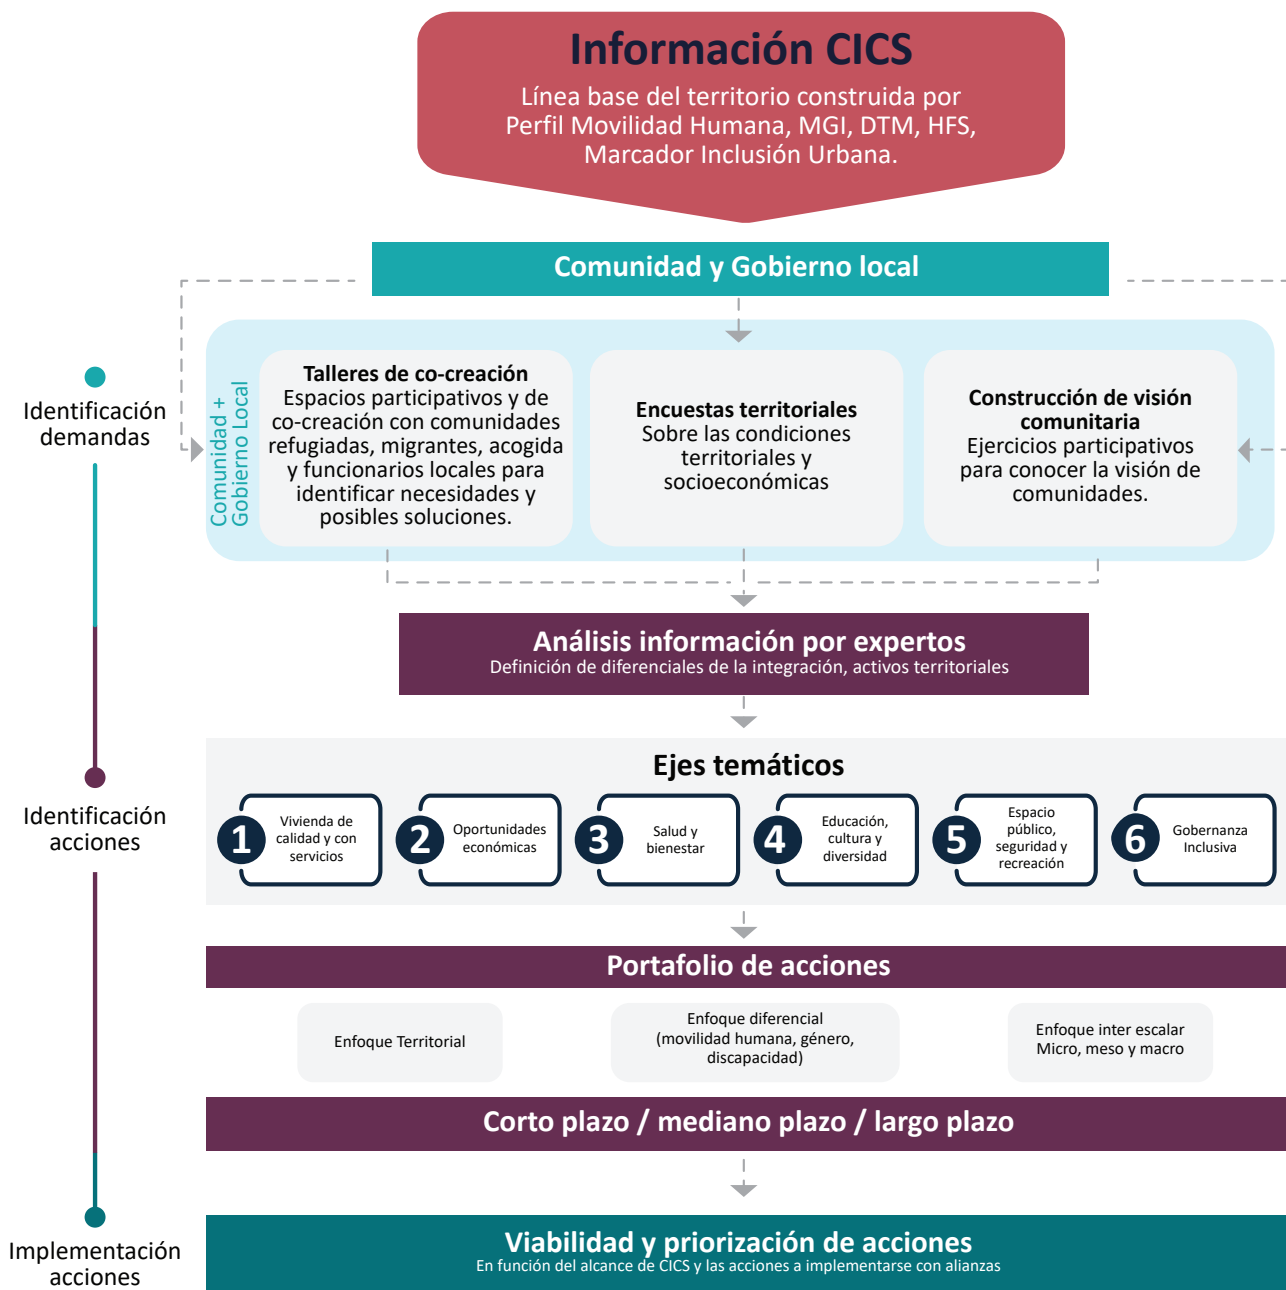 Información CICS
Línea base del territorio construida por
Perfil Movilidad Humana, MGI, DTM, HFS,
Marcador Inclusión Urbana.
Comunidad y Gobierno local
Identificación
demandas
Comunidad +
Gobierno Local
Talleres de co-creación
Espacios participativos y de
co-creación con comunidades
refugiadas, migrantes, acogida
y funcionarios locales para
identificar necesidades y
posibles soluciones.
Encuestas territoriales
Sobre las condiciones
territoriales y
socioeconómicas
Construcción de visión
comunitaria
Ejercicios participativos
para conocer la visión de
comunidades.
Análisis información por expertos
Definición de diferenciales de la integración, activos territoriales
Identificación
acciones
Ejes temáticos
1
Vivienda de
calidad y con
servicios
2
Oportunidades
económicas
3
Salud y
bienestar
4
Educación,
cultura y
diversidad
5
Espacio
público,
seguridad y
recreación
6
Gobernanza
Inclusiva
Portafolio de acciones
Enfoque Territorial
Enfoque diferencial
(movilidad humana, género,
discapacidad)
Enfoque inter escalar
Micro, meso y macro
Corto plazo / mediano plazo / largo plazo
Implementación
acciones
Viabilidad y priorización de acciones
En función del alcance de CICS y las acciones a implementarse con alianzas